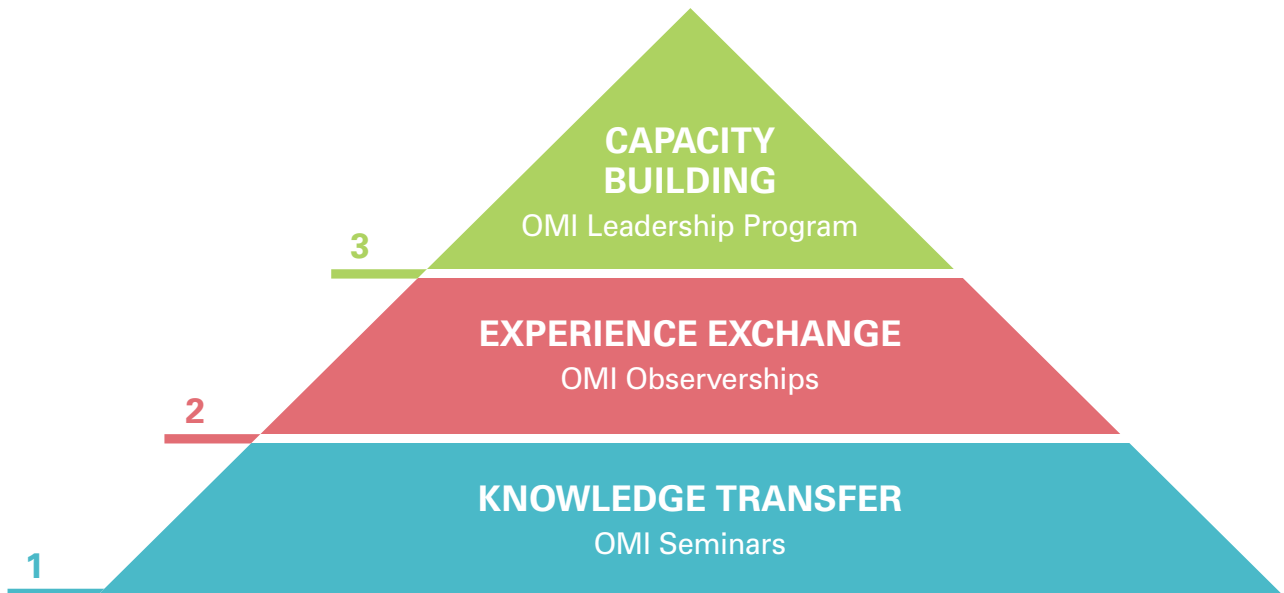 CAPACITY
BUILDING
OMI Leadership Program
3
EXPERIENCE EXCHANGE
OMI Observerships
2
KNOWLEDGE TRANSFER
OMI Seminars
1